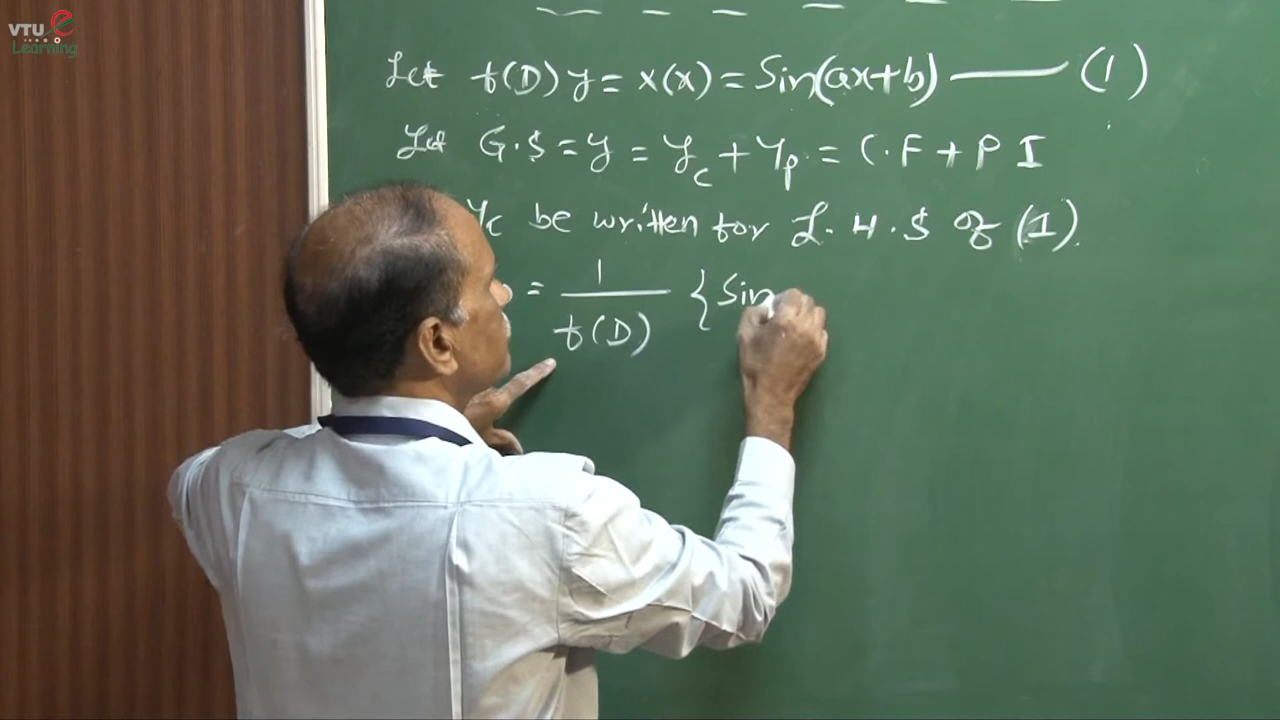 VTU e
Learning
Let f(D) y = x(x) = Sin(ax+b) — (1)
Let G.S = y = y_c + y_p = C.F + P I
y_c be written for L.H.S of (1).
= 1 / f(D) { Sin